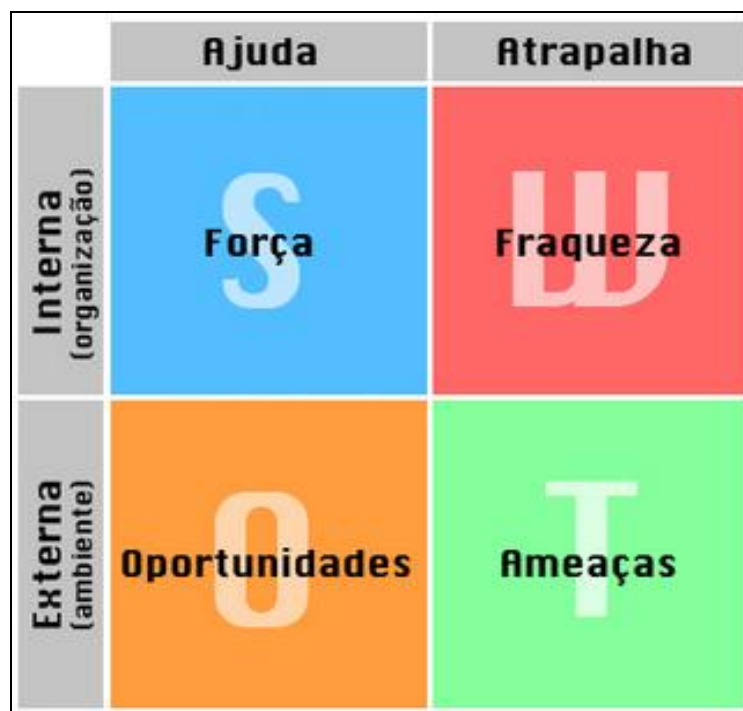 Ajuda
Atrapalha
Interna
(organização)
S
Força
W
Fraqueza
Externa
(ambiente)
O
Oportunidades
T
Ameaças